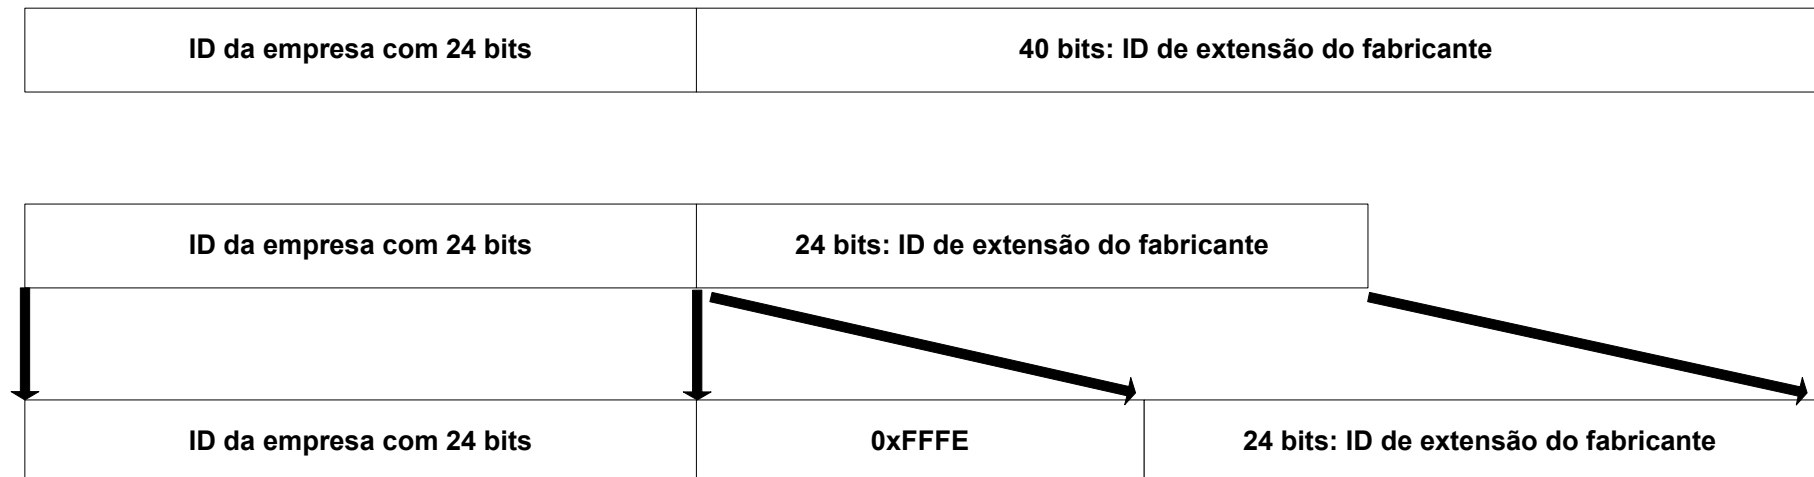 ID da empresa com 24 bits
40 bits: ID de extensão do fabricante
ID da empresa com 24 bits
24 bits: ID de extensão do fabricante
ID da empresa com 24 bits
0xFFFE
24 bits: ID de extensão do fabricante